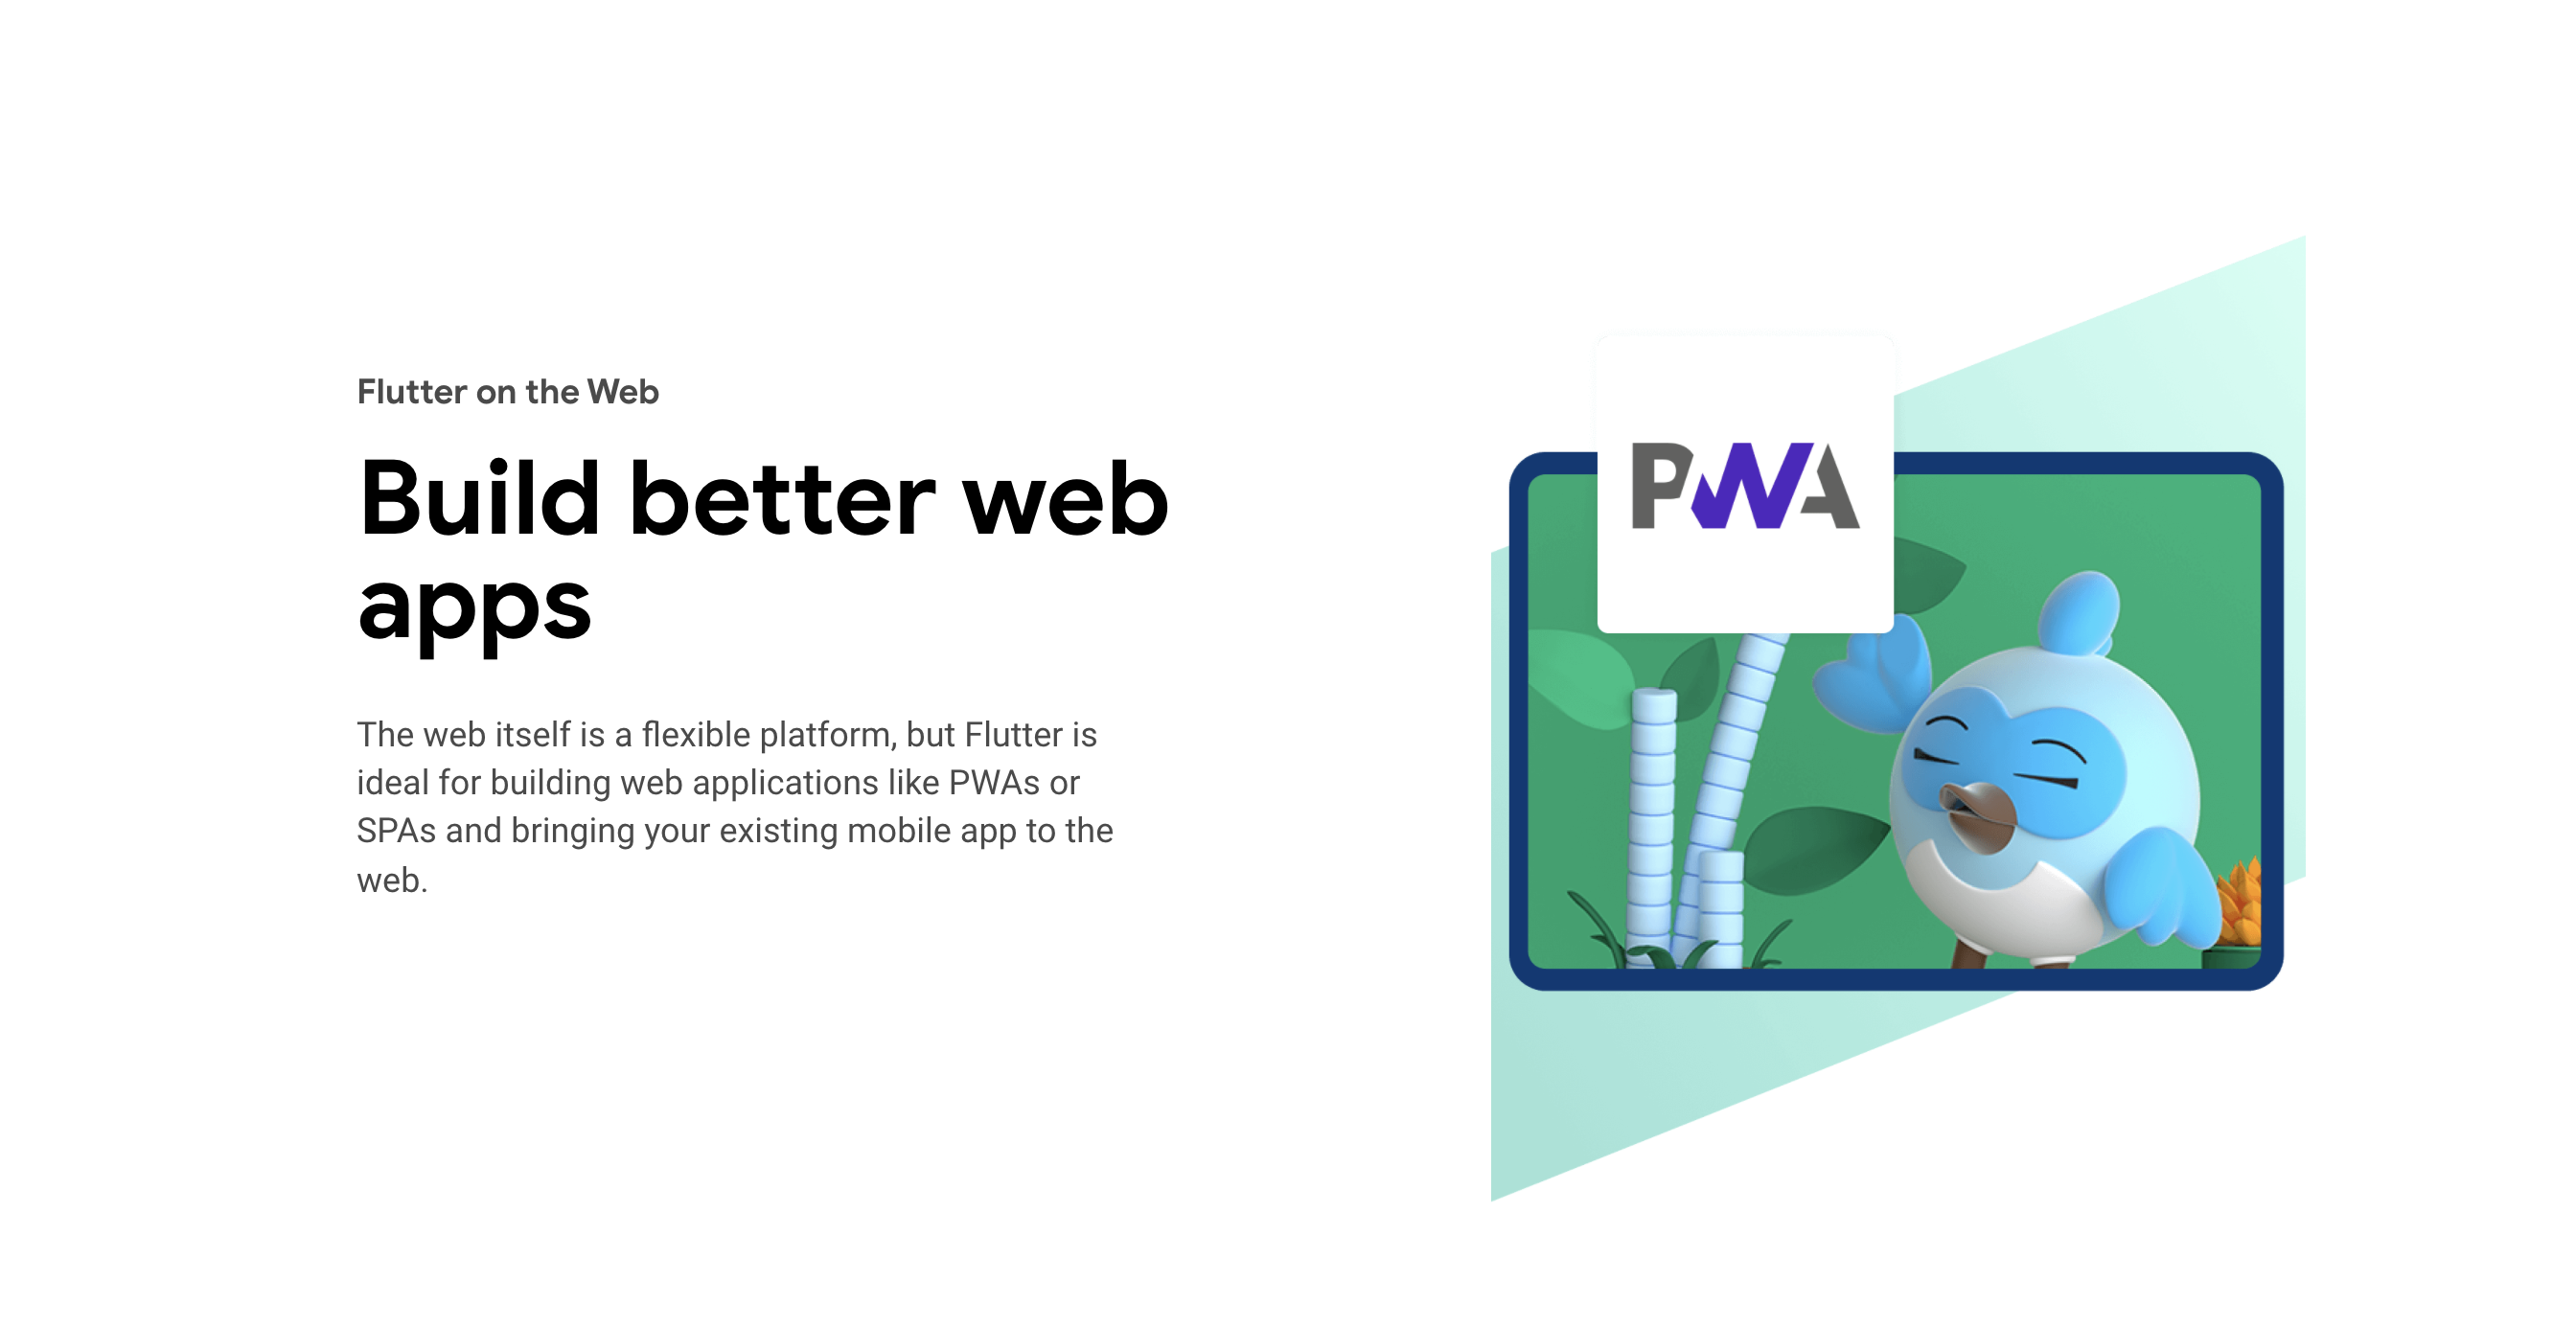 Flutter on the Web
Build better web
apps
The web itself is a flexible platform, but Flutter is
ideal for building web applications like PWAs or
SPAs and bringing your existing mobile app to the
web.
PWA